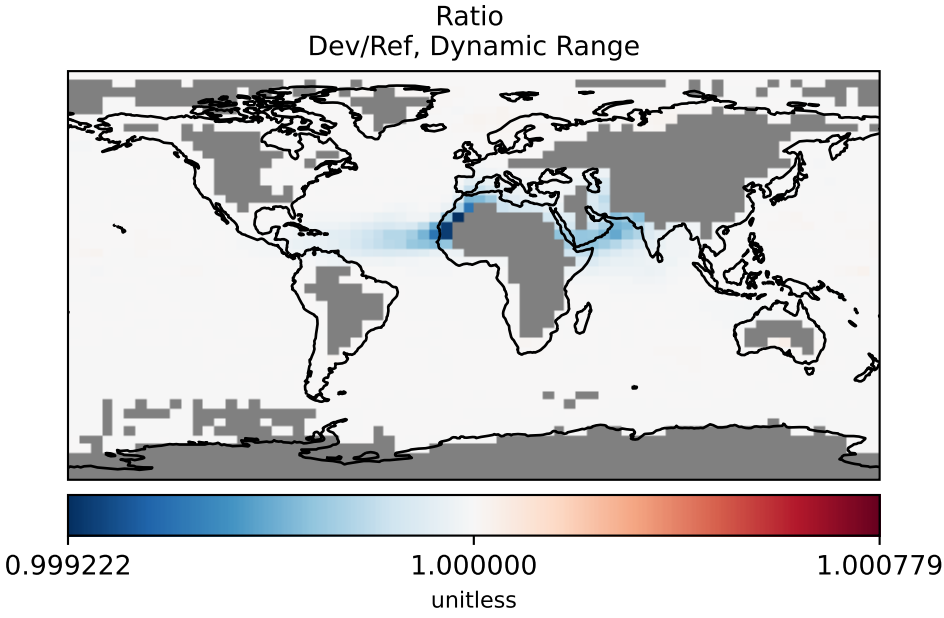 Ratio
Dev/Ref, Dynamic Range
0.999222 1.000000 1.000779
unitless